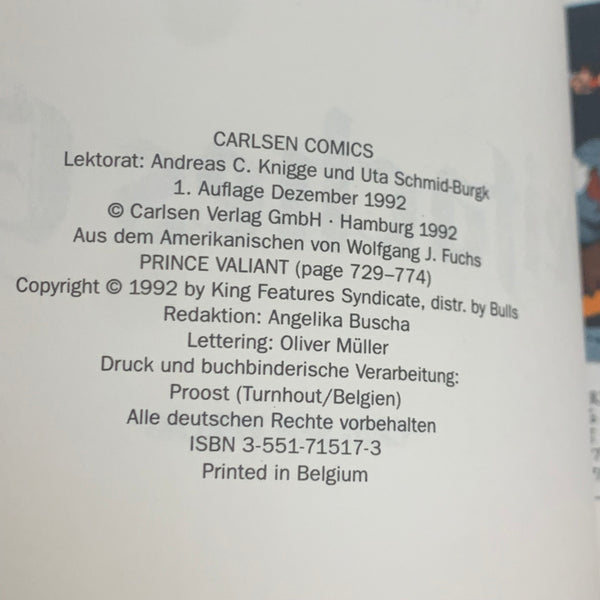 CARLSEN COMICS
Lektorat: Andreas C. Knigge und Uta Schmid-Burgk
1. Auflage Dezember 1992
© Carlsen Verlag GmbH · Hamburg 1992
Aus dem Amerikanischen von Wolfgang J. Fuchs
PRINCE VALIANT (page 729–774)
Copyright © 1992 by King Features Syndicate, distr. by Bulls
Redaktion: Angelika Buscha
Lettering: Oliver Müller
Druck und buchbinderische Verarbeitung:
Proost (Turnhout/Belgien)
Alle deutschen Rechte vorbehalten
ISBN 3-551-71517-3
Printed in Belgium